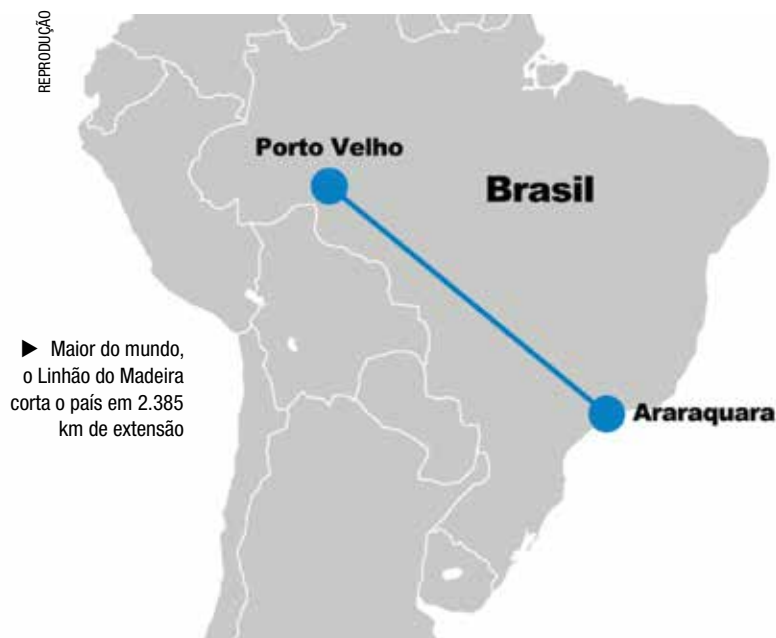 REPRODUÇÃO
Porto Velho
Brasil
▶ Maior do mundo,
o Linhão do Madeira
corta o país em 2.385
km de extensão
Araraquara